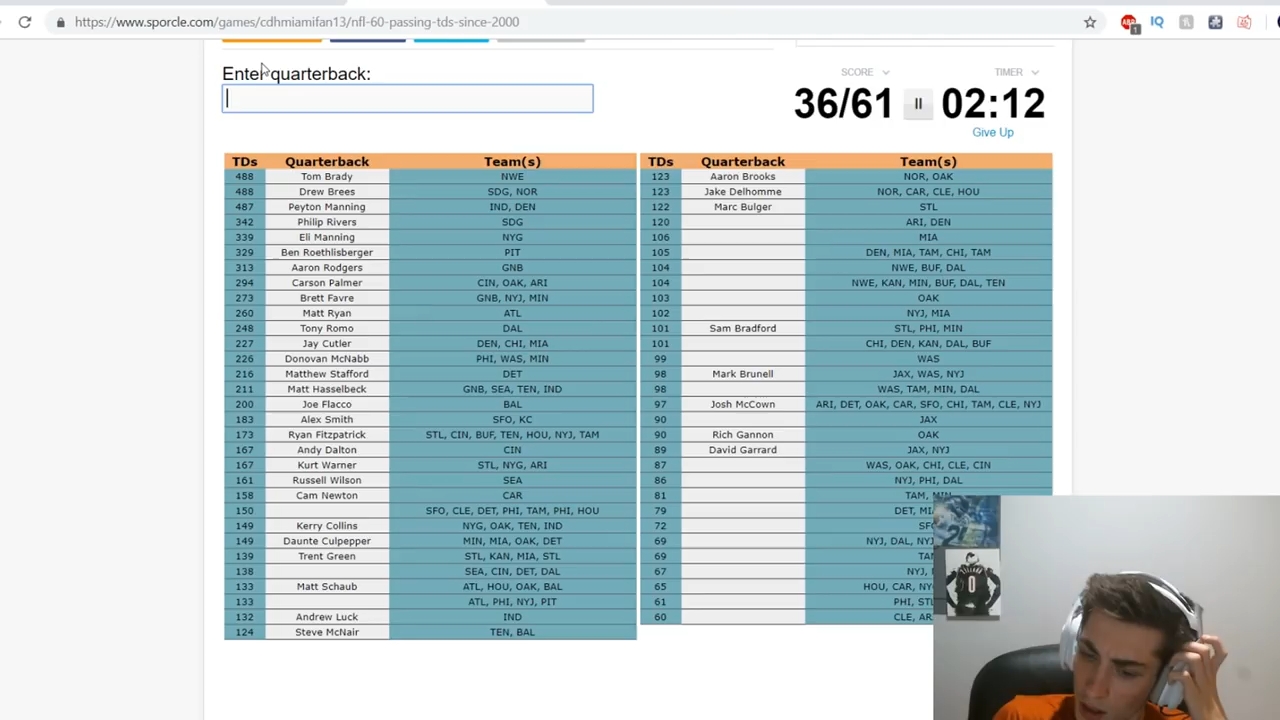 https://www.sporcle.com/games/cdhmiamifan13/nfl-60-passing-tds-since-2000
Enter quarterback:
SCORE
TIMER
36/61
02:12
Give Up
TDs Quarterback Team(s)
488 Tom Brady NWE
488 Drew Brees SDG, NOR
487 Peyton Manning IND, DEN
342 Philip Rivers SDG
339 Eli Manning NYG
329 Ben Roethlisberger PIT
313 Aaron Rodgers GNB
294 Carson Palmer CIN, OAK, ARI
273 Brett Favre GNB, NYJ, MIN
260 Matt Ryan ATL
248 Tony Romo DAL
227 Jay Cutler DEN, CHI, MIA
226 Donovan McNabb PHI, WAS, MIN
216 Matthew Stafford DET
211 Matt Hasselbeck GNB, SEA, TEN, IND
200 Joe Flacco BAL
183 Alex Smith SFO, KC
173 Ryan Fitzpatrick STL, CIN, BUF, TEN, HOU, NYJ, TAM
167 Andy Dalton CIN
167 Kurt Warner STL, NYG, ARI
161 Russell Wilson SEA
158 Cam Newton CAR
150 SFO, CLE, DET, PHI, TAM, PHI, HOU
149 Kerry Collins NYG, OAK, TEN, IND
149 Daunte Culpepper MIN, MIA, OAK, DET
139 Trent Green STL, KAN, MIA, STL
138 SEA, CIN, DET, DAL
133 Matt Schaub ATL, HOU, OAK, BAL
133 ATL, PHI, NYJ, PIT
132 Andrew Luck IND
124 Steve McNair TEN, BAL
TDs Quarterback Team(s)
123 Aaron Brooks NOR, OAK
123 Jake Delhomme NOR, CAR, CLE, HOU
122 Marc Bulger STL
120 ARI, DEN
106 MIA
105 DEN, MIA, TAM, CHI, TAM
104 NWE, BUF, DAL
104 NWE, KAN, MIN, BUF, DAL, TEN
103 OAK
102 NYJ, MIA
101 Sam Bradford STL, PHI, MIN
101 CHI, DEN, KAN, DAL, BUF
99 WAS
98 Mark Brunell JAX, WAS, NYJ
98 WAS, TAM, MIN, DAL
97 Josh McCown ARI, DET, OAK, CAR, SFO, CHI, TAM, CLE, NYJ
90 JAX
90 Rich Gannon OAK
89 David Garrard JAX, NYJ
87 WAS, OAK, CHI, CLE, CIN
86 NYJ, PHI, DAL
81 TAM, MIN
79 DET,
72
69 NYJ, DAL,
69
67 NYJ,
65 HOU, CAR,
61 PHI,
60 CLE,